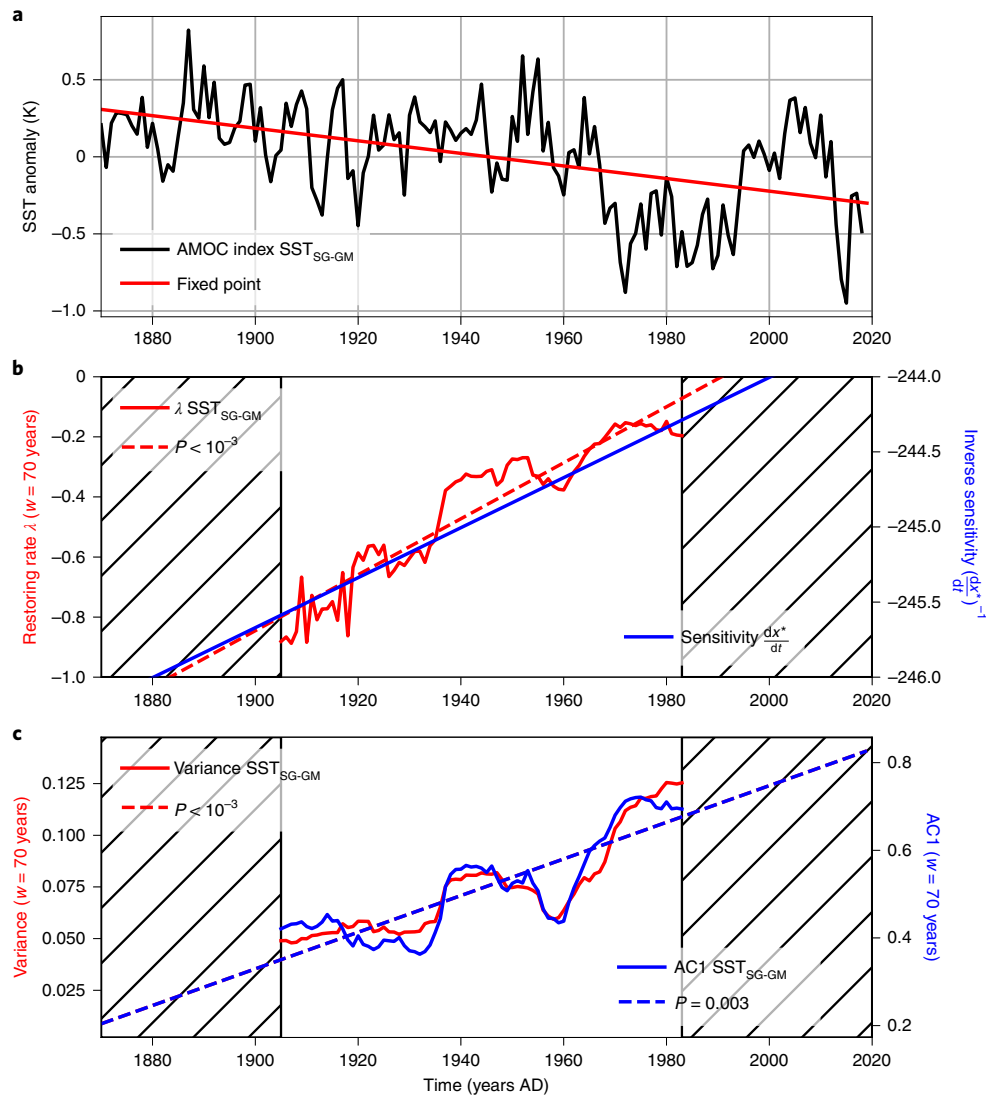 a
0.5
0
−0.5
−1.0
SST anomaly (K)
AMOC index SST_SG-GM
Fixed point
1880 1900 1920 1940 1960 1980 2000 2020
b
0
−0.2
−0.4
−0.6
−0.8
−1.0
Restoring rate λ (w = 70 years)
λ SST_SG-GM
P < 10^−3
Sensitivity dx*/dt
−244.0
−244.5
−245.0
−245.5
−246.0
Inverse sensitivity (dx*/dt)^−1
1880 1900 1920 1940 1960 1980 2000 2020
c
0.125
0.100
0.075
0.050
0.025
Variance (w = 70 years)
Variance SST_SG-GM
P < 10^−3
AC1 SST_SG-GM
P = 0.003
0.8
0.6
0.4
0.2
AC1 (w = 70 years)
1880 1900 1920 1940 1960 1980 2000 2020
Time (years AD)